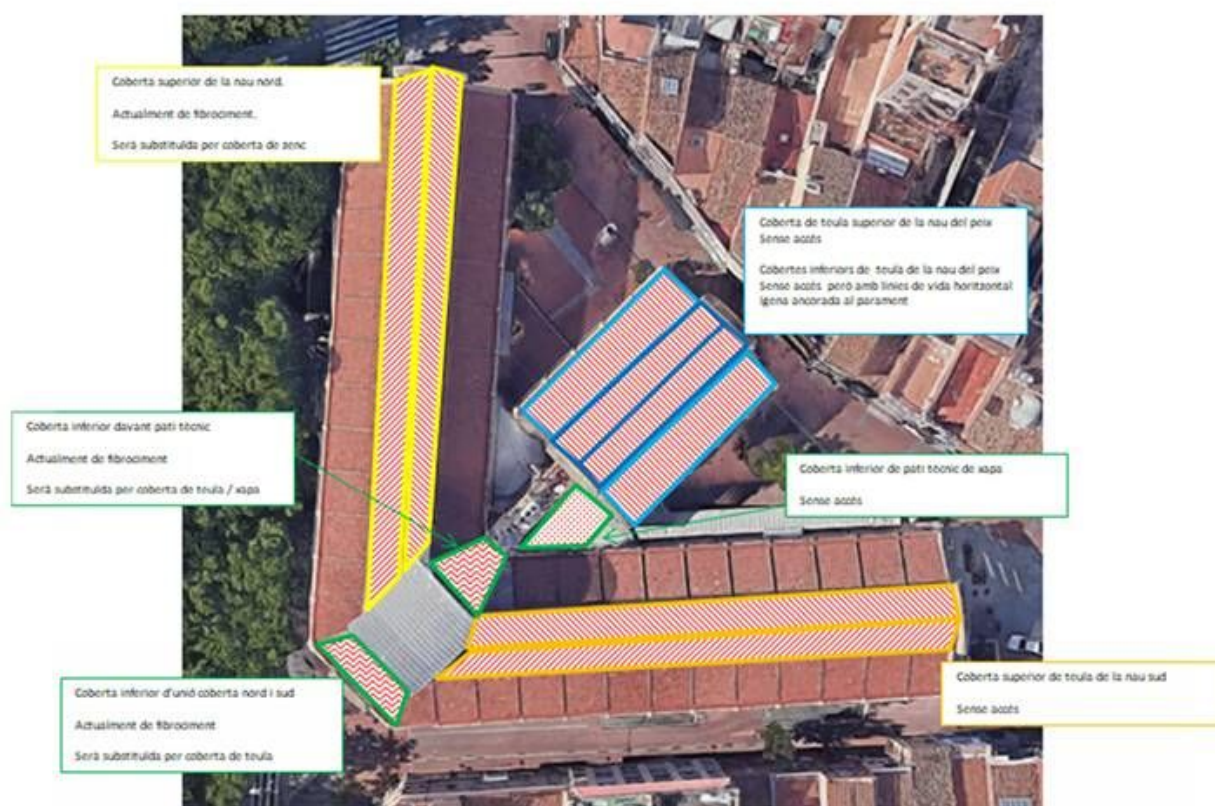 Coberta superior de la nau nord.
Actualment de fibrociment.
Serà substituïda per coberta de zenc
Coberta de teula superior de la nau del peix
Sense accés
Cobertes inferiors de teula de la nau del peix
Sense accés però amb línies de vida horitzontal
ígena ancorada al parament
Coberta inferior davant pati tècnic
Actualment de fibrociment
Serà substituïda per coberta de teula / xapa
Coberta inferior de pati tècnic de xapa
Sense accés
Coberta inferior d'unió coberta nord i sud
Actualment de fibrociment
Serà substituïda per coberta de teula
Coberta superior de teula de la nau sud
Sense accés